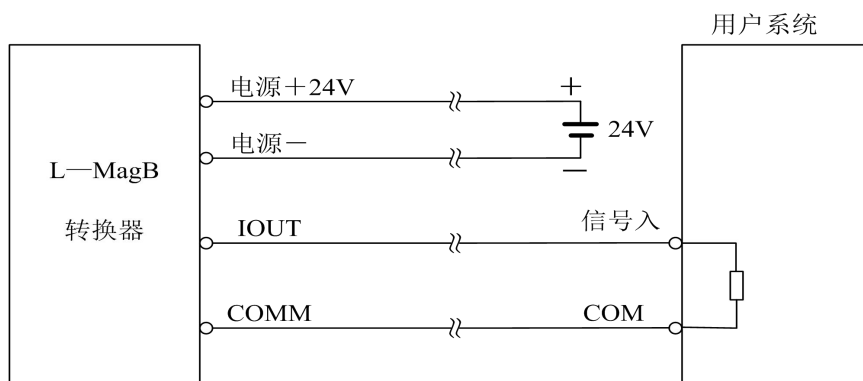 用户系统
电源＋24V
＋
24V
电源－
－
L—MagB
转换器
IOUT
信号入
COMM
COM